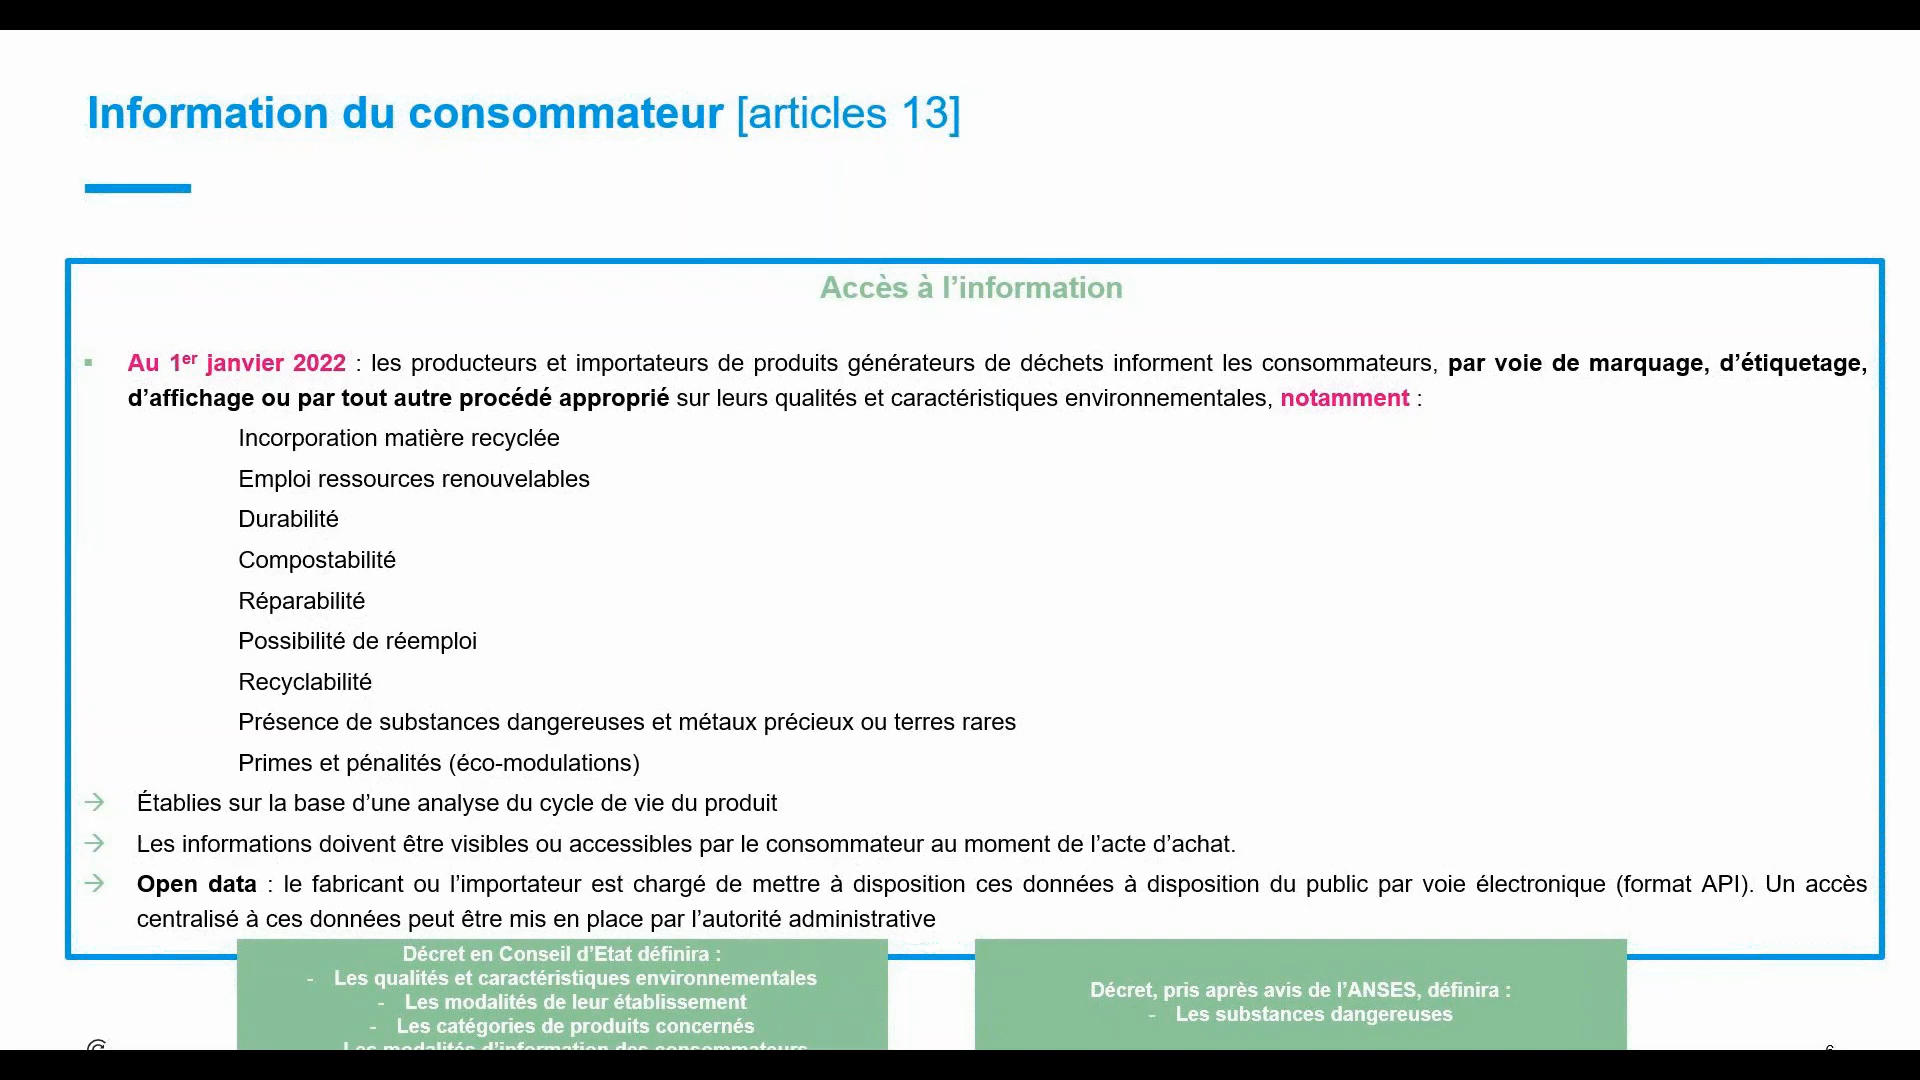 Information du consommateur [articles 13]
Accès à l’information
▪ Au 1er janvier 2022 : les producteurs et importateurs de produits générateurs de déchets informent les consommateurs, par voie de marquage, d’étiquetage,
d’affichage ou par tout autre procédé approprié sur leurs qualités et caractéristiques environnementales, notamment :
Incorporation matière recyclée
Emploi ressources renouvelables
Durabilité
Compostabilité
Réparabilité
Possibilité de réemploi
Recyclabilité
Présence de substances dangereuses et métaux précieux ou terres rares
Primes et pénalités (éco-modulations)
→ Établies sur la base d’une analyse du cycle de vie du produit
→ Les informations doivent être visibles ou accessibles par le consommateur au moment de l’acte d’achat.
→ Open data : le fabricant ou l’importateur est chargé de mettre à disposition ces données à disposition du public par voie électronique (format API). Un accès
centralisé à ces données peut être mis en place par l’autorité administrative
Décret en Conseil d’Etat définira :
- Les qualités et caractéristiques environnementales
- Les modalités de leur établissement
- Les catégories de produits concernés
Les modalités d’information des consommateurs
Décret, pris après avis de l’ANSES, définira :
- Les substances dangereuses